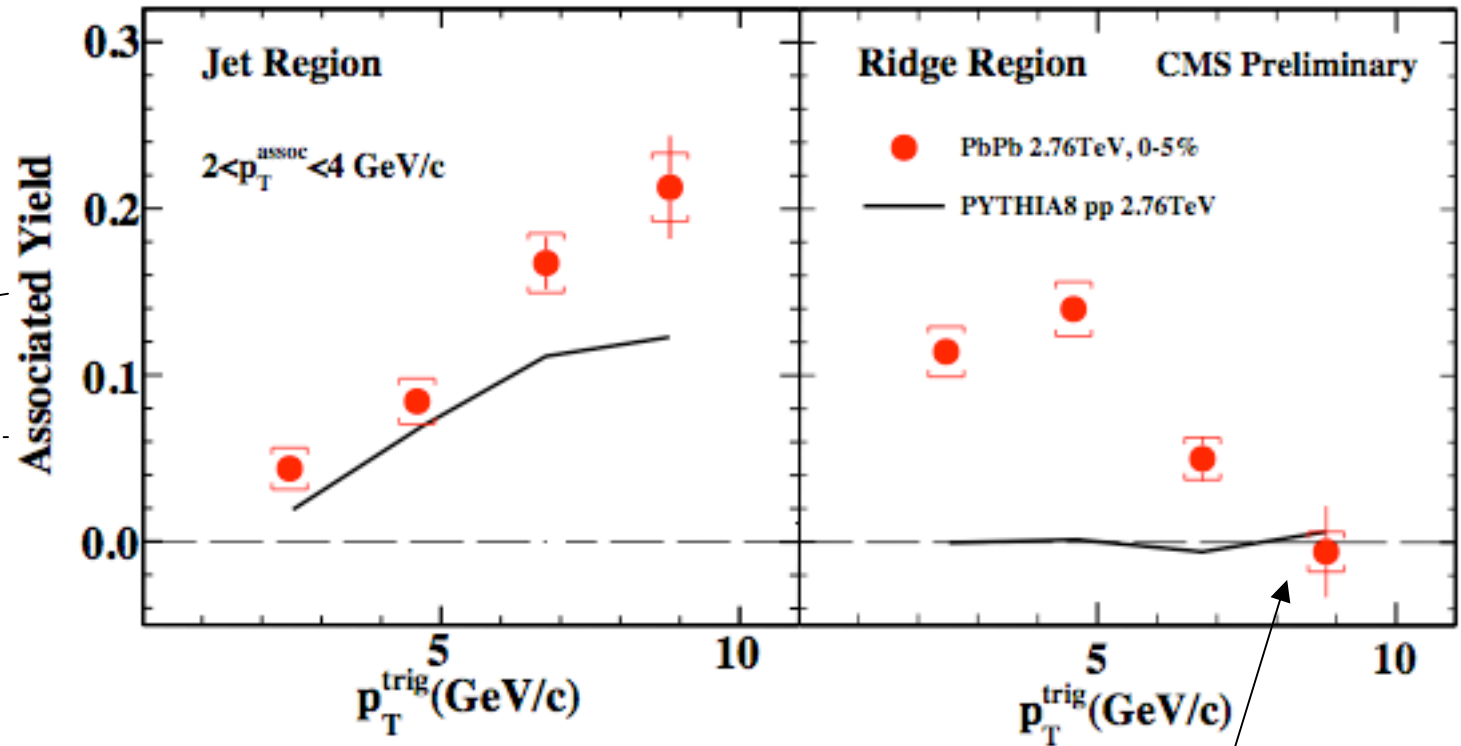 Jet Region
2<p_T^assoc<4 GeV/c
Ridge Region
CMS Preliminary
PbPb 2.76TeV, 0-5%
PYTHIA8 pp 2.76TeV
Associated Yield
0.3
0.2
0.1
0.0
5
10
p_T^trig(GeV/c)
5
10
p_T^trig(GeV/c)